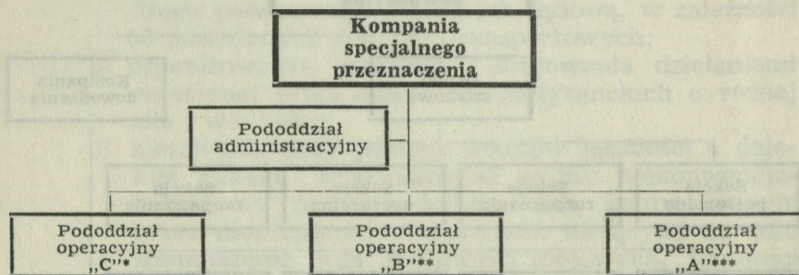 Kompania
specjalnego
przeznaczenia
Pododdział
administracyjny
Pododdział
operacyjny
„C"*
Pododdział
operacyjny
„B"**
Pododdział
operacyjny
„A"***